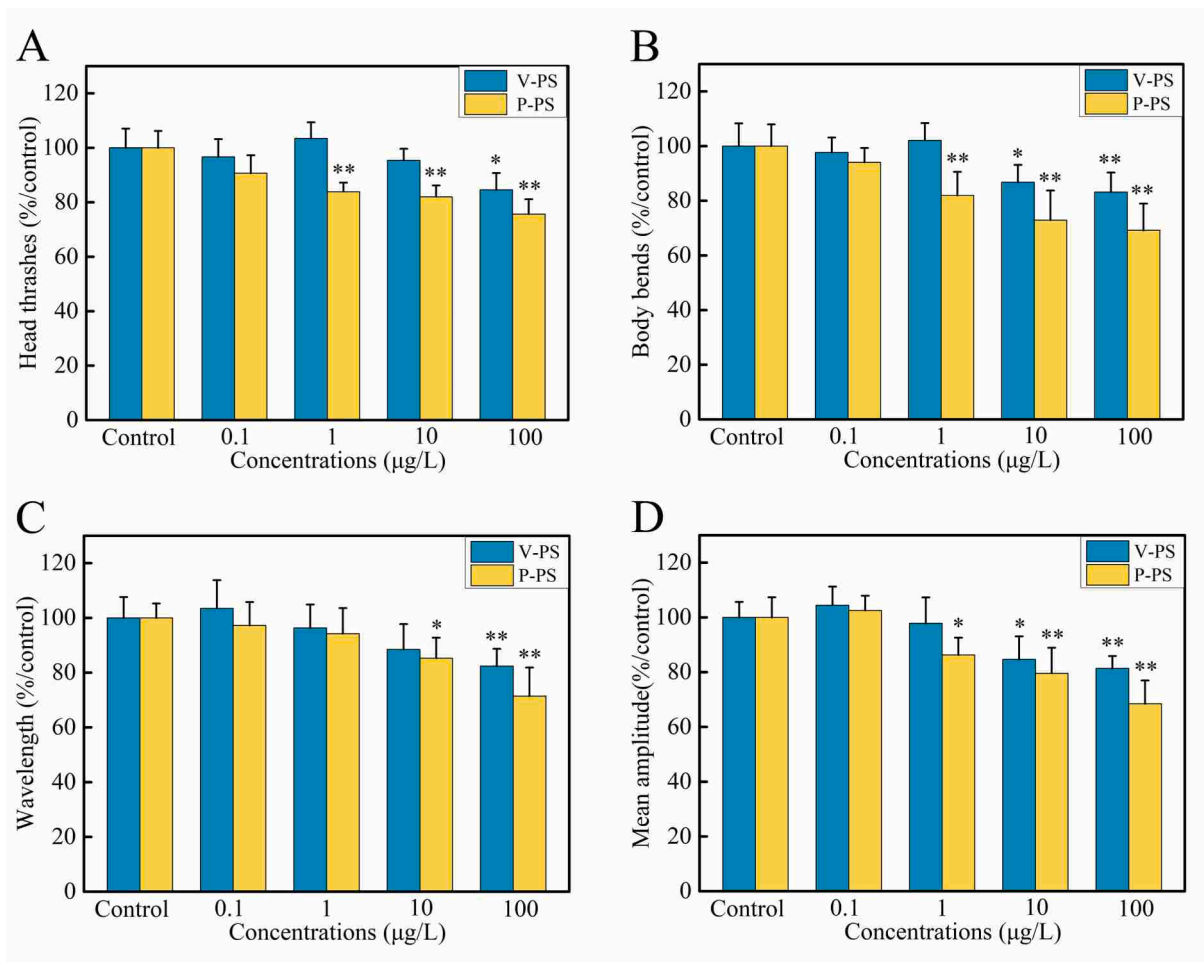 A
Head thrashes (%/control)
120
100
80
60
40
20
0
V-PS
P-PS
**
**
*
**
Control 0.1 1 10 100
Concentrations (μg/L)
B
Body bends (%/control)
120
100
80
60
40
20
0
V-PS
P-PS
**
*
**
**
**
Control 0.1 1 10 100
Concentrations (μg/L)
C
Wavelength (%/control)
120
100
80
60
40
20
0
V-PS
P-PS
*
**
**
Control 0.1 1 10 100
Concentrations (μg/L)
D
Mean amplitude(%/control)
120
100
80
60
40
20
0
V-PS
P-PS
*
*
**
**
**
Control 0.1 1 10 100
Concentrations (μg/L)